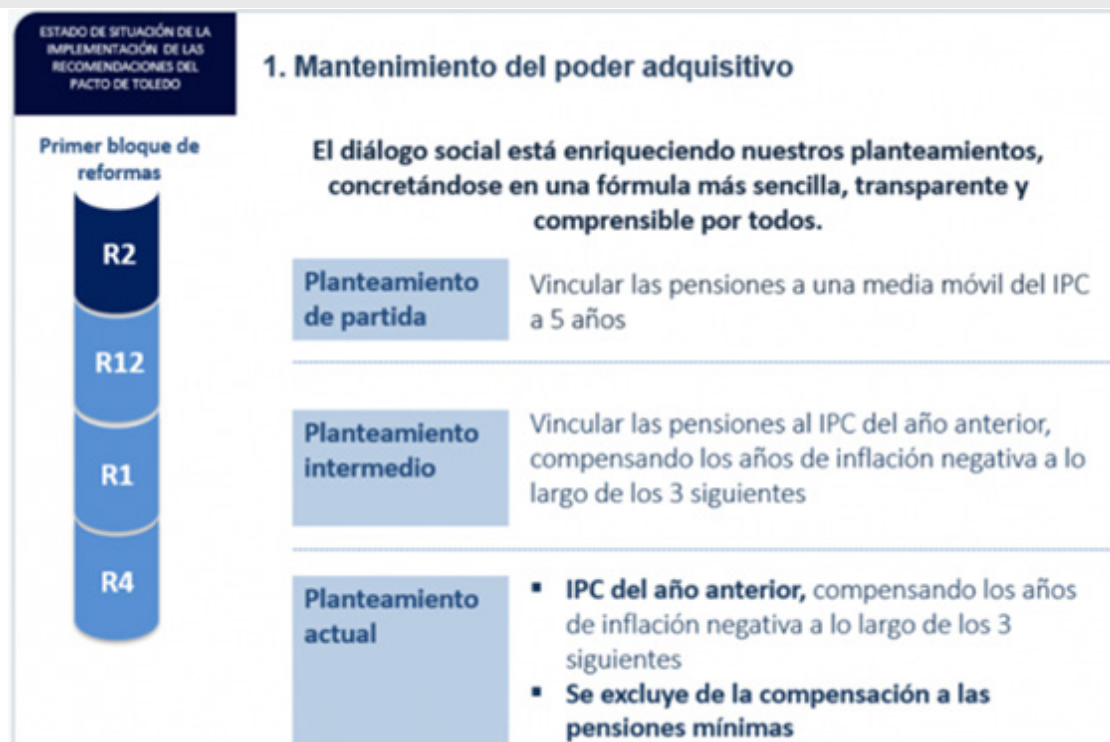 ESTADO DE SITUACIÓN DE LA
IMPLEMENTACIÓN DE LAS
RECOMENDACIONES DEL
PACTO DE TOLEDO
1. Mantenimiento del poder adquisitivo
Primer bloque de
reformas
R2
R12
R1
R4
El diálogo social está enriqueciendo nuestros planteamientos,
concretándose en una fórmula más sencilla, transparente y
comprensible por todos.
Planteamiento
de partida
Vincular las pensiones a una media móvil del IPC
a 5 años
Planteamiento
intermedio
Vincular las pensiones al IPC del año anterior,
compensando los años de inflación negativa a lo
largo de los 3 siguientes
Planteamiento
actual
▪ IPC del año anterior, compensando los años
de inflación negativa a lo largo de los 3
siguientes
▪ Se excluye de la compensación a las
pensiones mínimas